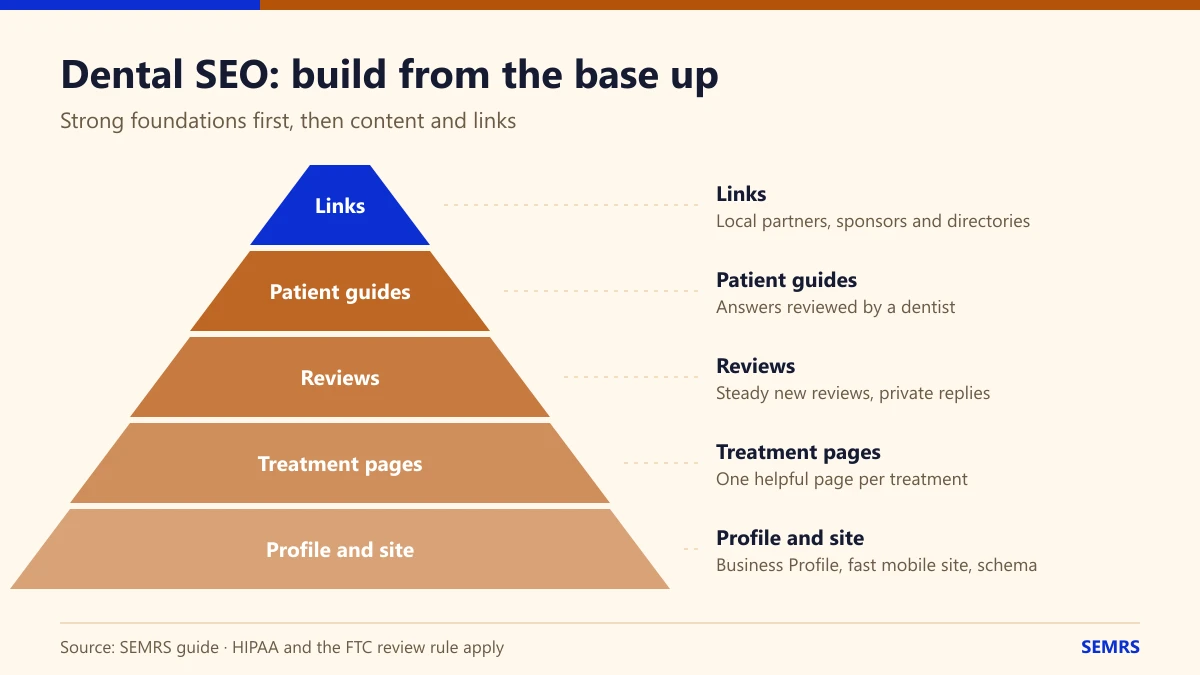 Dental SEO: build from the base up
Strong foundations first, then content and links
Links
Links
Local partners, sponsors and directories
Patient guides
Patient guides
Answers reviewed by a dentist
Reviews
Reviews
Steady new reviews, private replies
Treatment pages
Treatment pages
One helpful page per treatment
Profile and site
Profile and site
Business Profile, fast mobile site, schema
Source: SEMRS guide · HIPAA and the FTC review rule apply
SEMRS